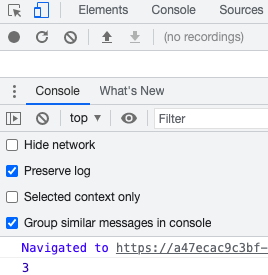 Elements Console Sources
(no recordings)
Console What's New
top ▼ Filter
Hide network
Preserve log
Selected context only
Group similar messages in console
Navigated to https://a47ecac9c3bf-
3